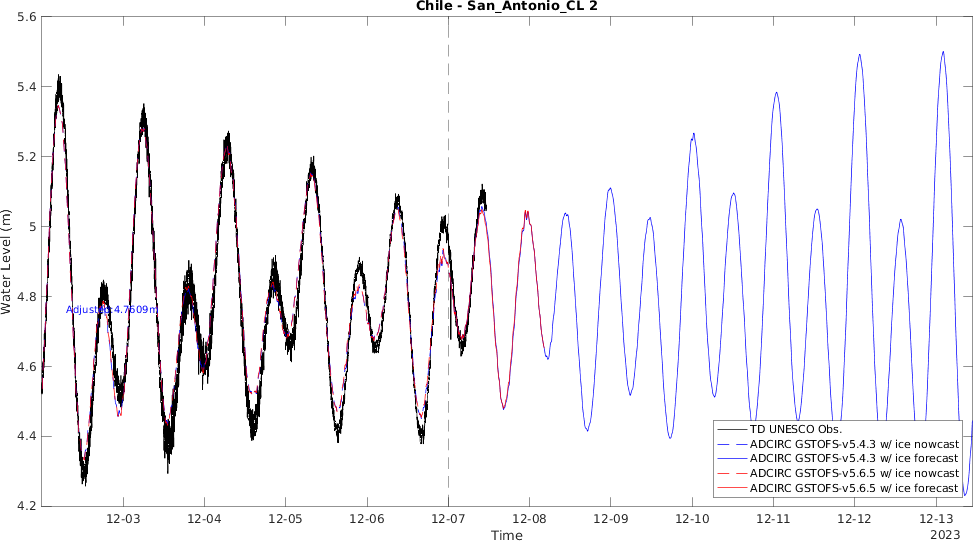 Chile - San_Antonio_CL 2
Water Level (m)
5.6
5.4
5.2
5
4.8
4.6
4.4
4.2
Adjusted:4.7609m
TD UNESCO Obs.
ADCIRC GSTOFS-v5.4.3 w/ ice nowcast
ADCIRC GSTOFS-v5.4.3 w/ ice forecast
ADCIRC GSTOFS-v5.6.5 w/ ice nowcast
ADCIRC GSTOFS-v5.6.5 w/ ice forecast
12-03 12-04 12-05 12-06 12-07 12-08 12-09 12-10 12-11 12-12 12-13
Time
2023